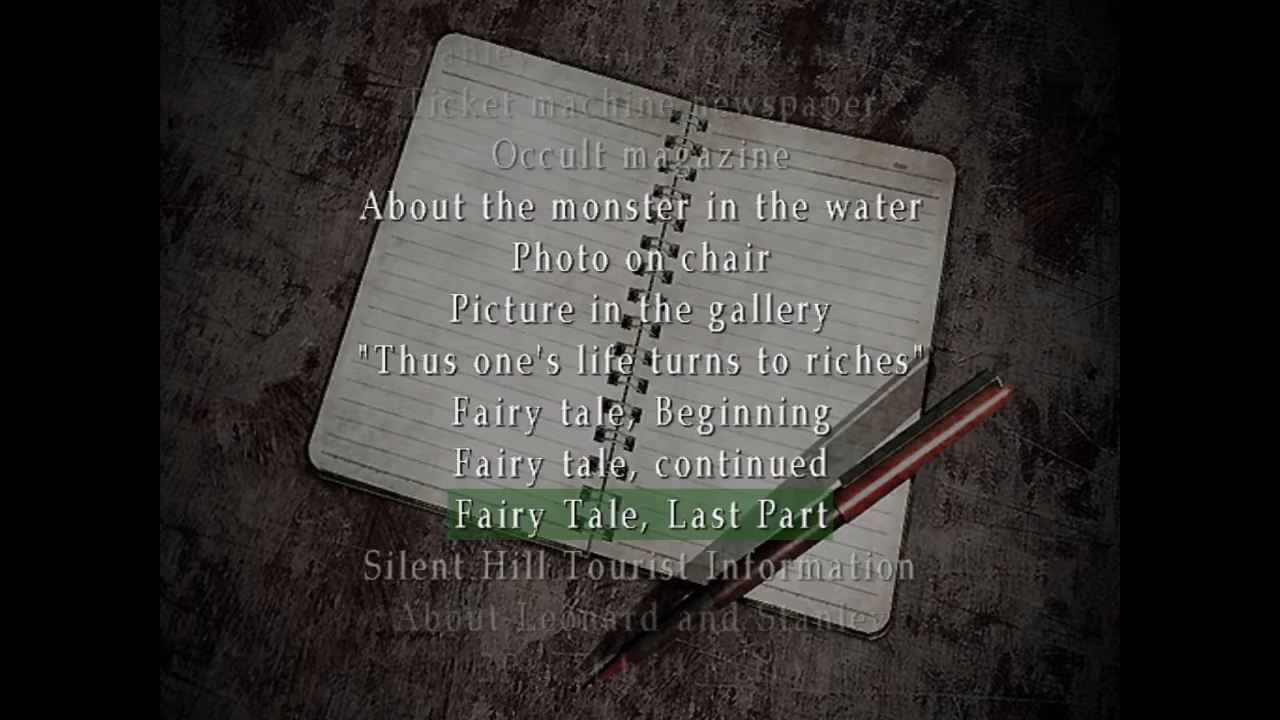 Stanley
Ticket machine newspaper
Occult magazine
About the monster in the water
Photo on chair
Picture in the gallery
"Thus one's life turns to riches"
Fairy tale, Beginning
Fairy tale, continued
Fairy Tale, Last Part
Silent Hill Tourist Information
About Leonard and Stanley